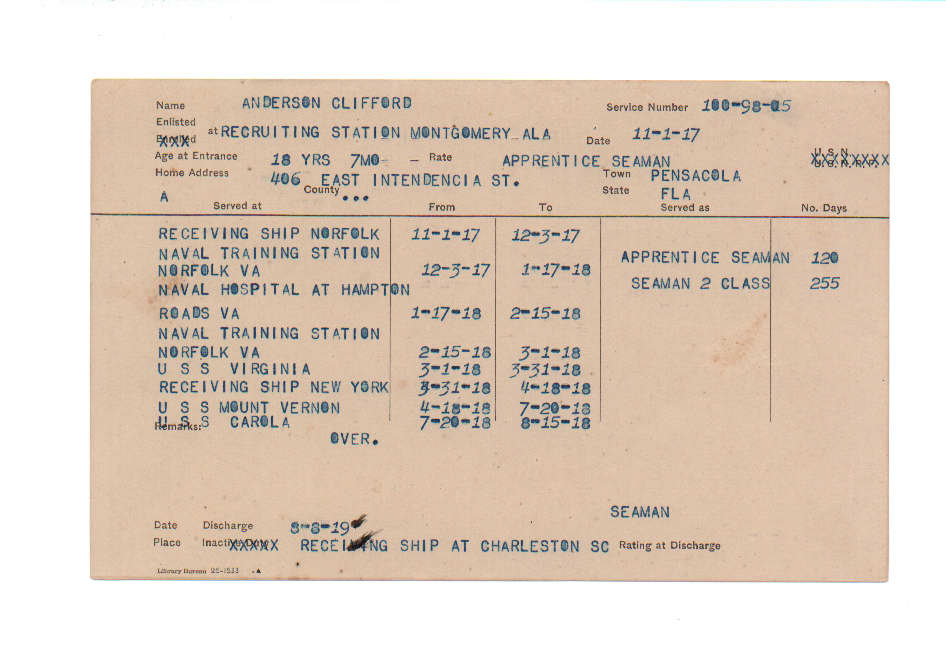 Name ANDERSON CLIFFORD Service Number 100-98-05
Enlisted
at RECRUITING STATION MONTGOMERY ALA Date 11-1-17
Age at Entrance 18 YRS 7MO - Rate APPRENTICE SEAMAN U.S.N.
Home Address 406 EAST INTENDENCIA ST. Town PENSACOLA
A County ... State FLA
Served at From To Served as No. Days
RECEIVING SHIP NORFOLK 11-1-17 12-3-17
NAVAL TRAINING STATION APPRENTICE SEAMAN 120
NORFOLK VA 12-3-17 1-17-18
NAVAL HOSPITAL AT HAMPTON SEAMAN 2 CLASS 255
ROADS VA 1-17-18 2-15-18
NAVAL TRAINING STATION
NORFOLK VA 2-15-18 3-1-18
U S S VIRGINIA 3-1-18 3-31-18
RECEIVING SHIP NEW YORK 3-31-18 4-18-18
U S S MOUNT VERNON 4-18-18 7-20-18
U S S CAROLA 7-20-18 8-15-18
Remarks:
OVER.
SEAMAN
Date Discharge 8-8-19
Place XXXXX RECEIVING SHIP AT CHARLESTON SC Rating at Discharge
Library Bureau 26-1533 A